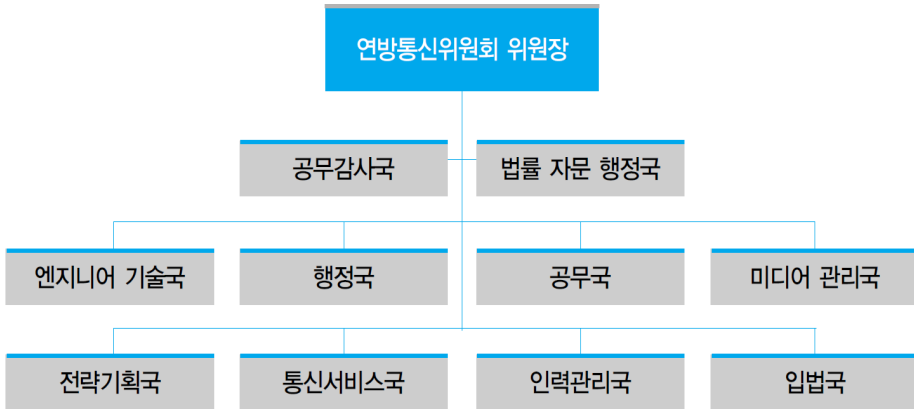 연방통신위원회 위원장
공무감사국
법률 자문 행정국
엔지니어 기술국
행정국
공무국
미디어 관리국
전략기획국
통신서비스국
인력관리국
입법국